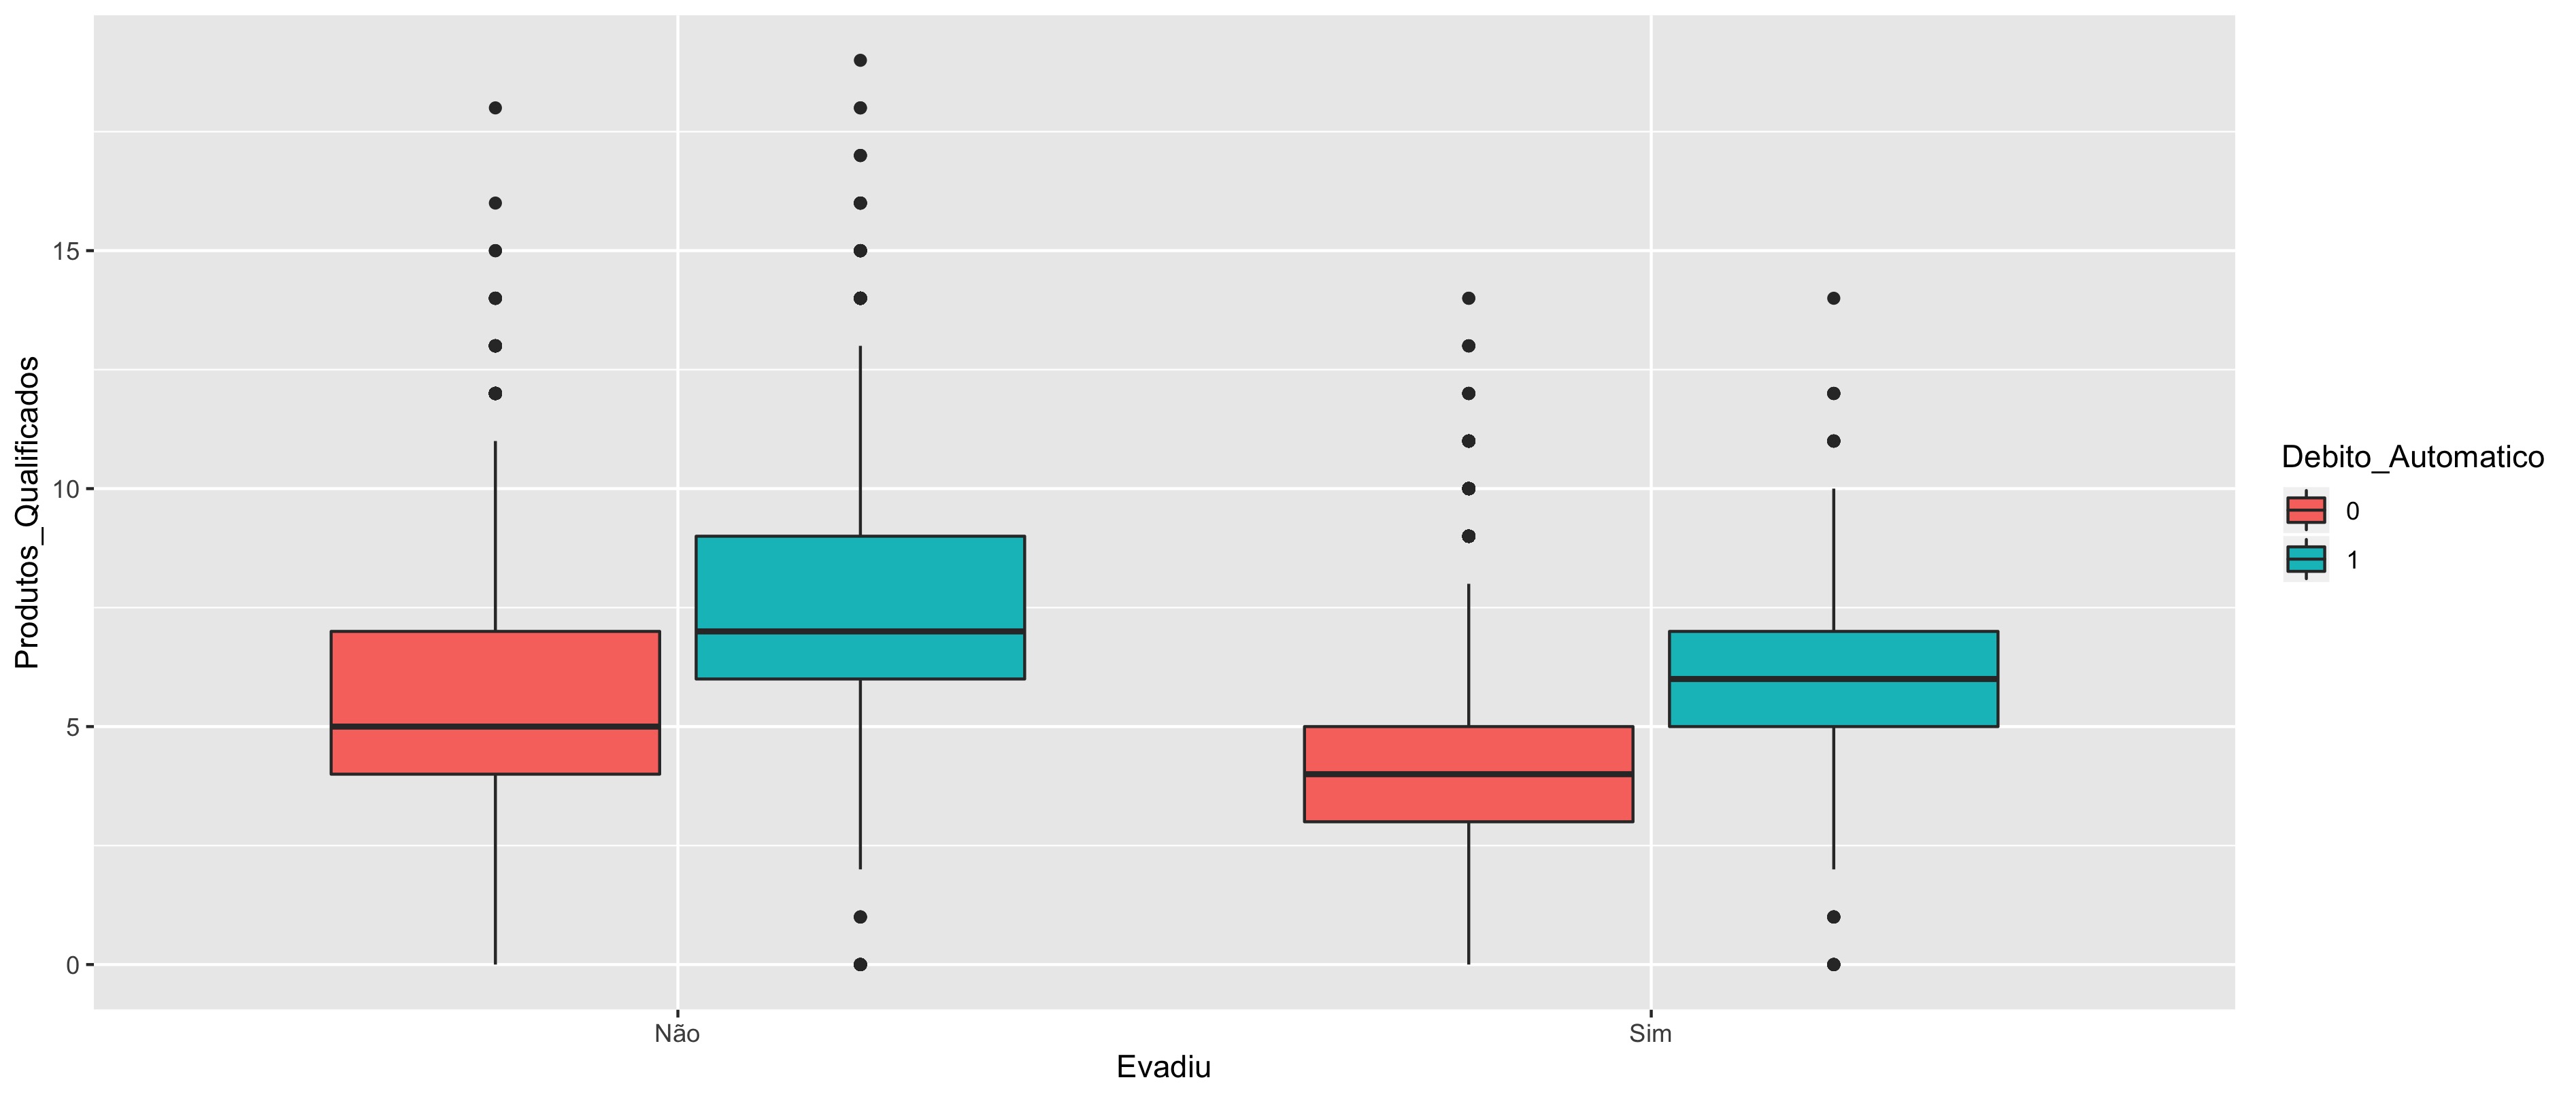 Produtos_Qualificados
15
10
5
0
Não
Sim
Evadiu
Debito_Automatico
0
1